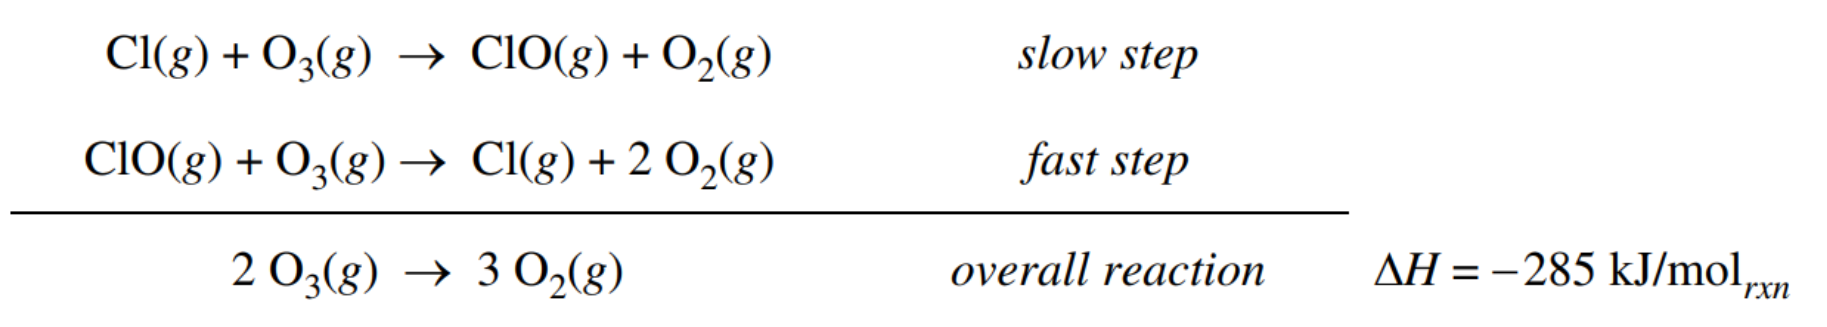 Cl(g) + O₃(g) → ClO(g) + O₂(g) slow step
ClO(g) + O₃(g) → Cl(g) + 2 O₂(g) fast step
2 O₃(g) → 3 O₂(g) overall reaction ΔH = −285 kJ/molᵣₓₙ